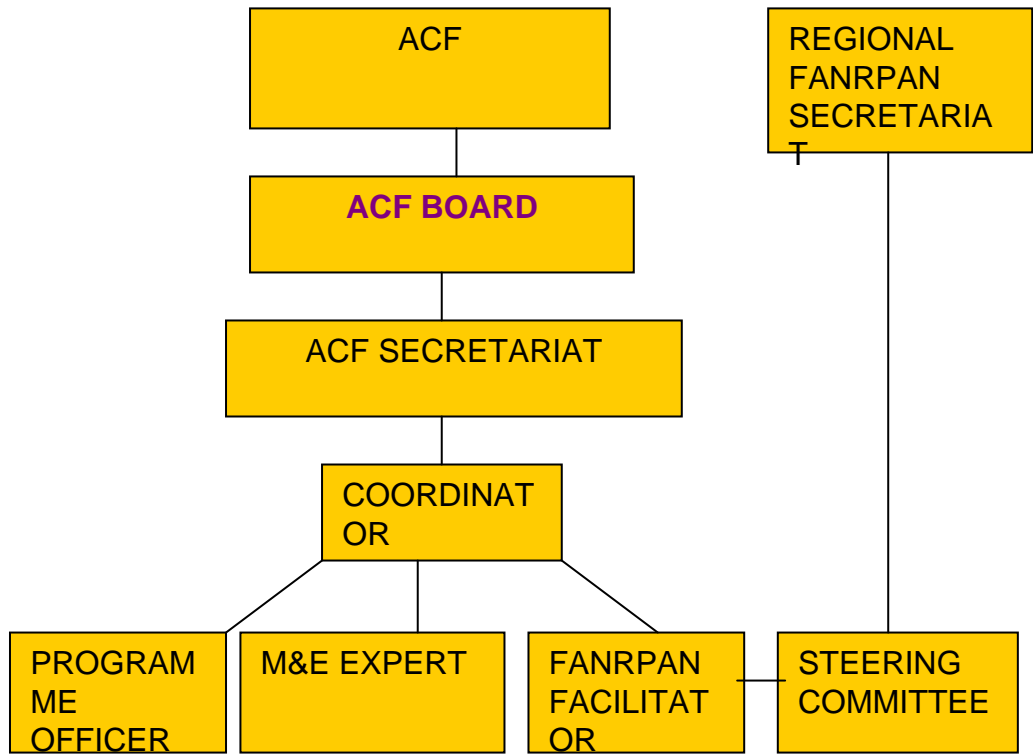 ACF
REGIONAL
FANRPAN
SECRETARIA
T
ACF BOARD
ACF SECRETARIAT
COORDINAT
OR
PROGRAM
ME
OFFICER
M&E EXPERT
FANRPAN
FACILITAT
OR
STEERING
COMMITTEE